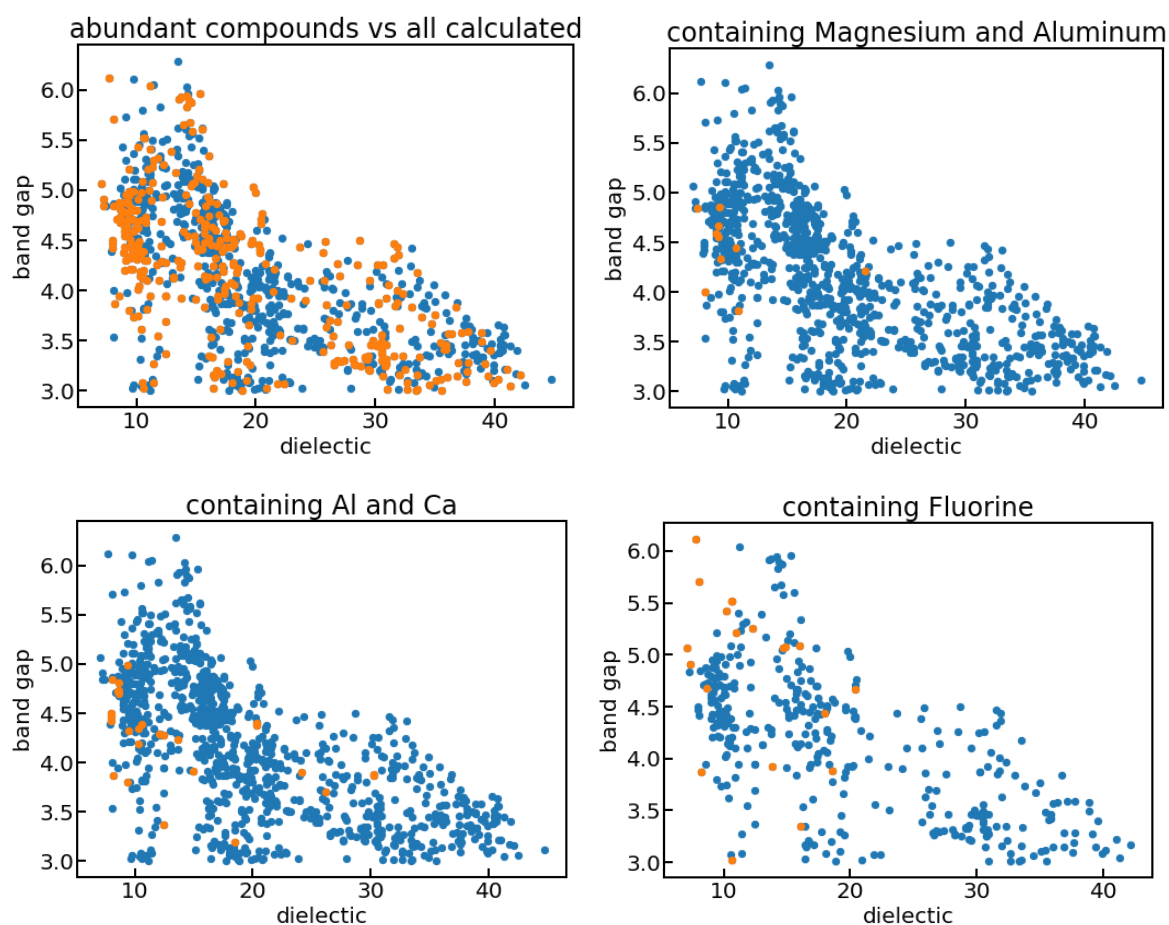 abundant compounds vs all calculated
6.0
5.5
5.0
4.5
4.0
3.5
3.0
band gap
10 20 30 40
dielectic
containing Magnesium and Aluminum
6.0
5.5
5.0
4.5
4.0
3.5
3.0
band gap
10 20 30 40
dielectic
containing Al and Ca
6.0
5.5
5.0
4.5
4.0
3.5
3.0
band gap
10 20 30 40
dielectic
containing Fluorine
6.0
5.5
5.0
4.5
4.0
3.5
3.0
band gap
10 20 30 40
dielectic